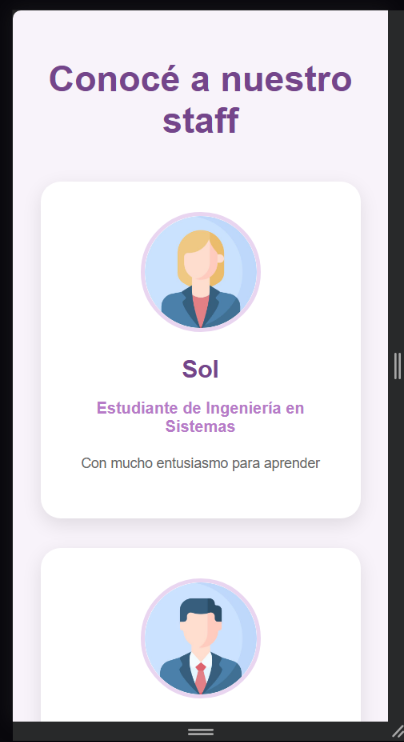 Conocé a nuestro
staff
Sol
Estudiante de Ingeniería en
Sistemas
Con mucho entusiasmo para aprender